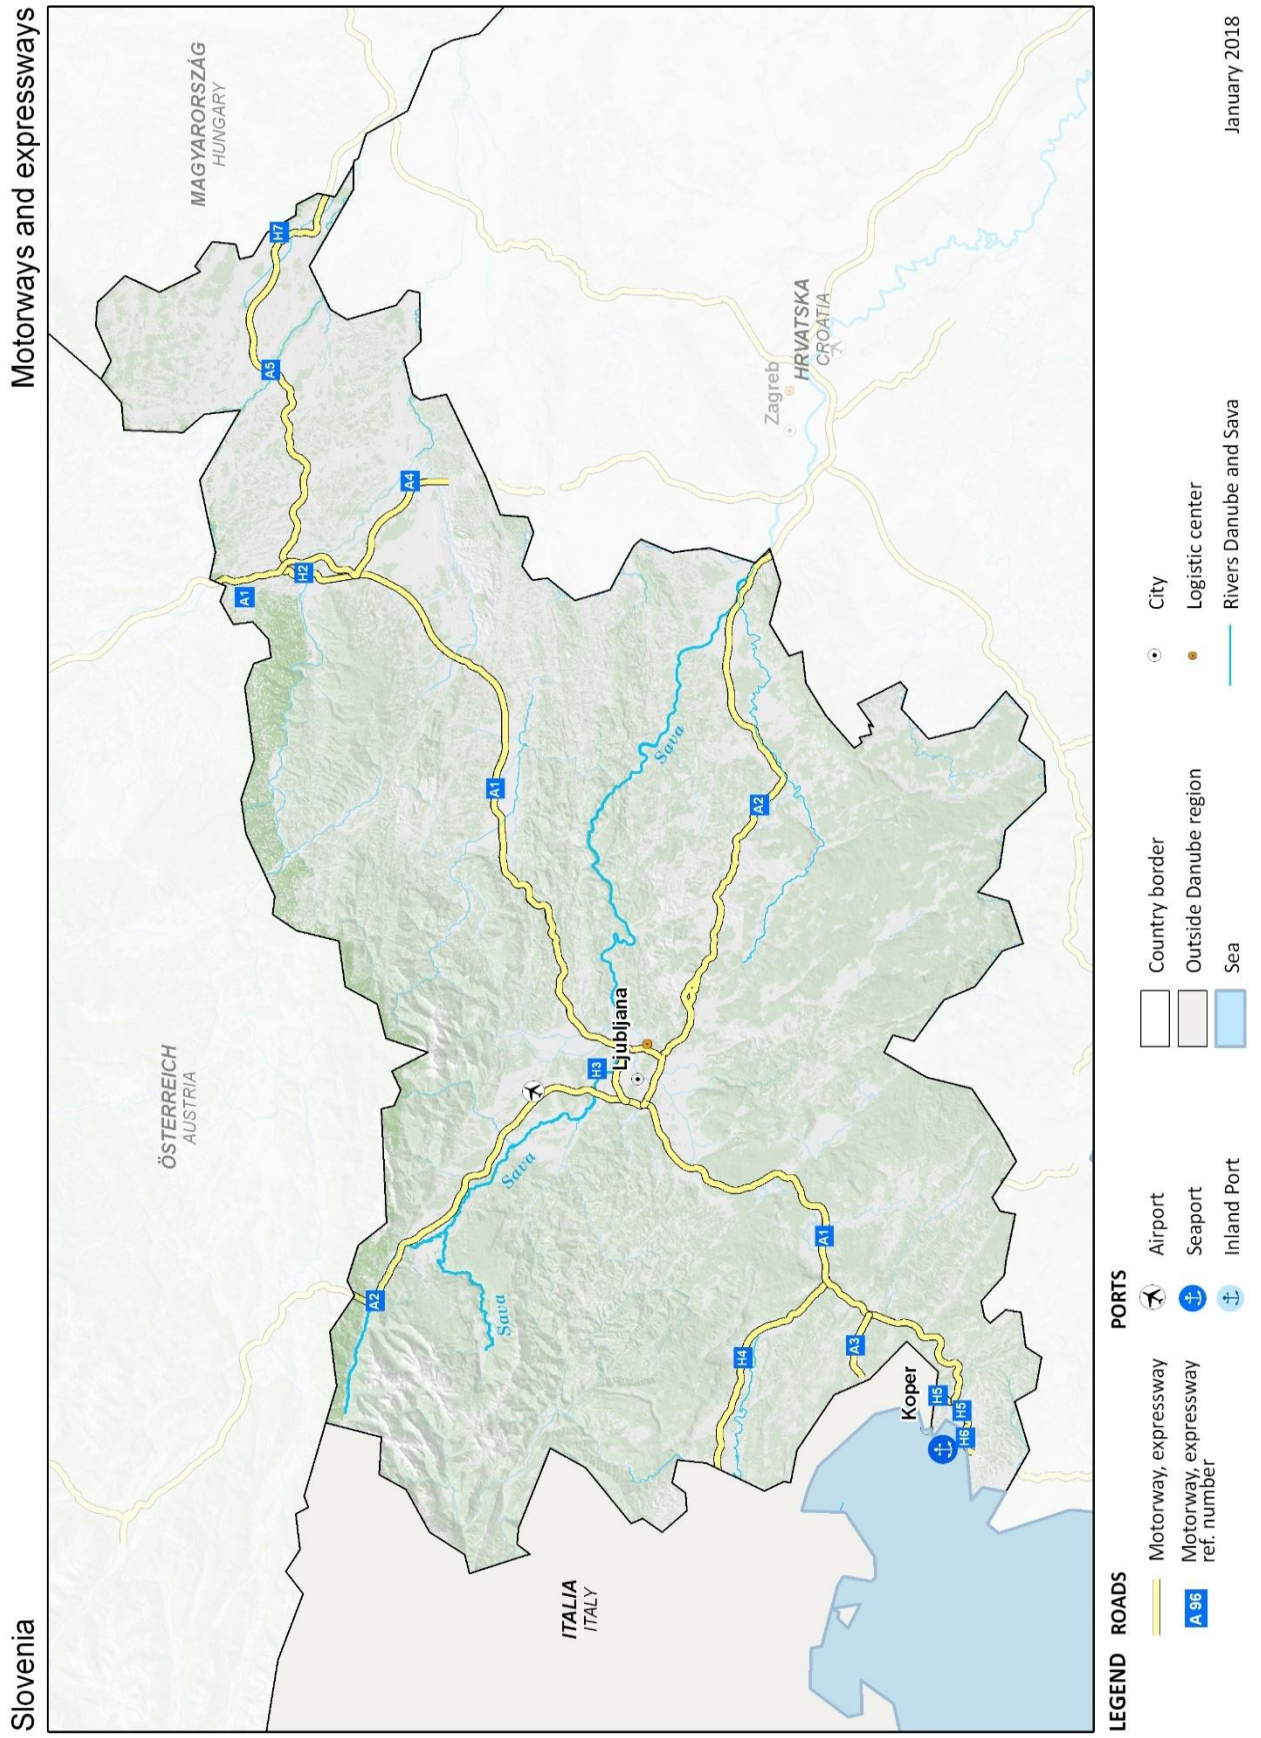 Slovenia
Motorways and expressways
MAGYARORSZÁG
HUNGARY
ÖSTERREICH
AUSTRIA
H7
A5
A1
H2
A4
A2
Sava
Sava
A1
H3
Ljubljana
Sava
A2
Zagreb
HRVATSKA
CROATIA
A1
H4
A3
Koper
H5
H5
H6
ITALIA
ITALY
LEGEND
ROADS
Motorway, expressway
A 96
Motorway, expressway
ref. number
PORTS
Airport
Seaport
Inland Port
Country border
Outside Danube region
Sea
City
Logistic center
Rivers Danube and Sava
January 2018